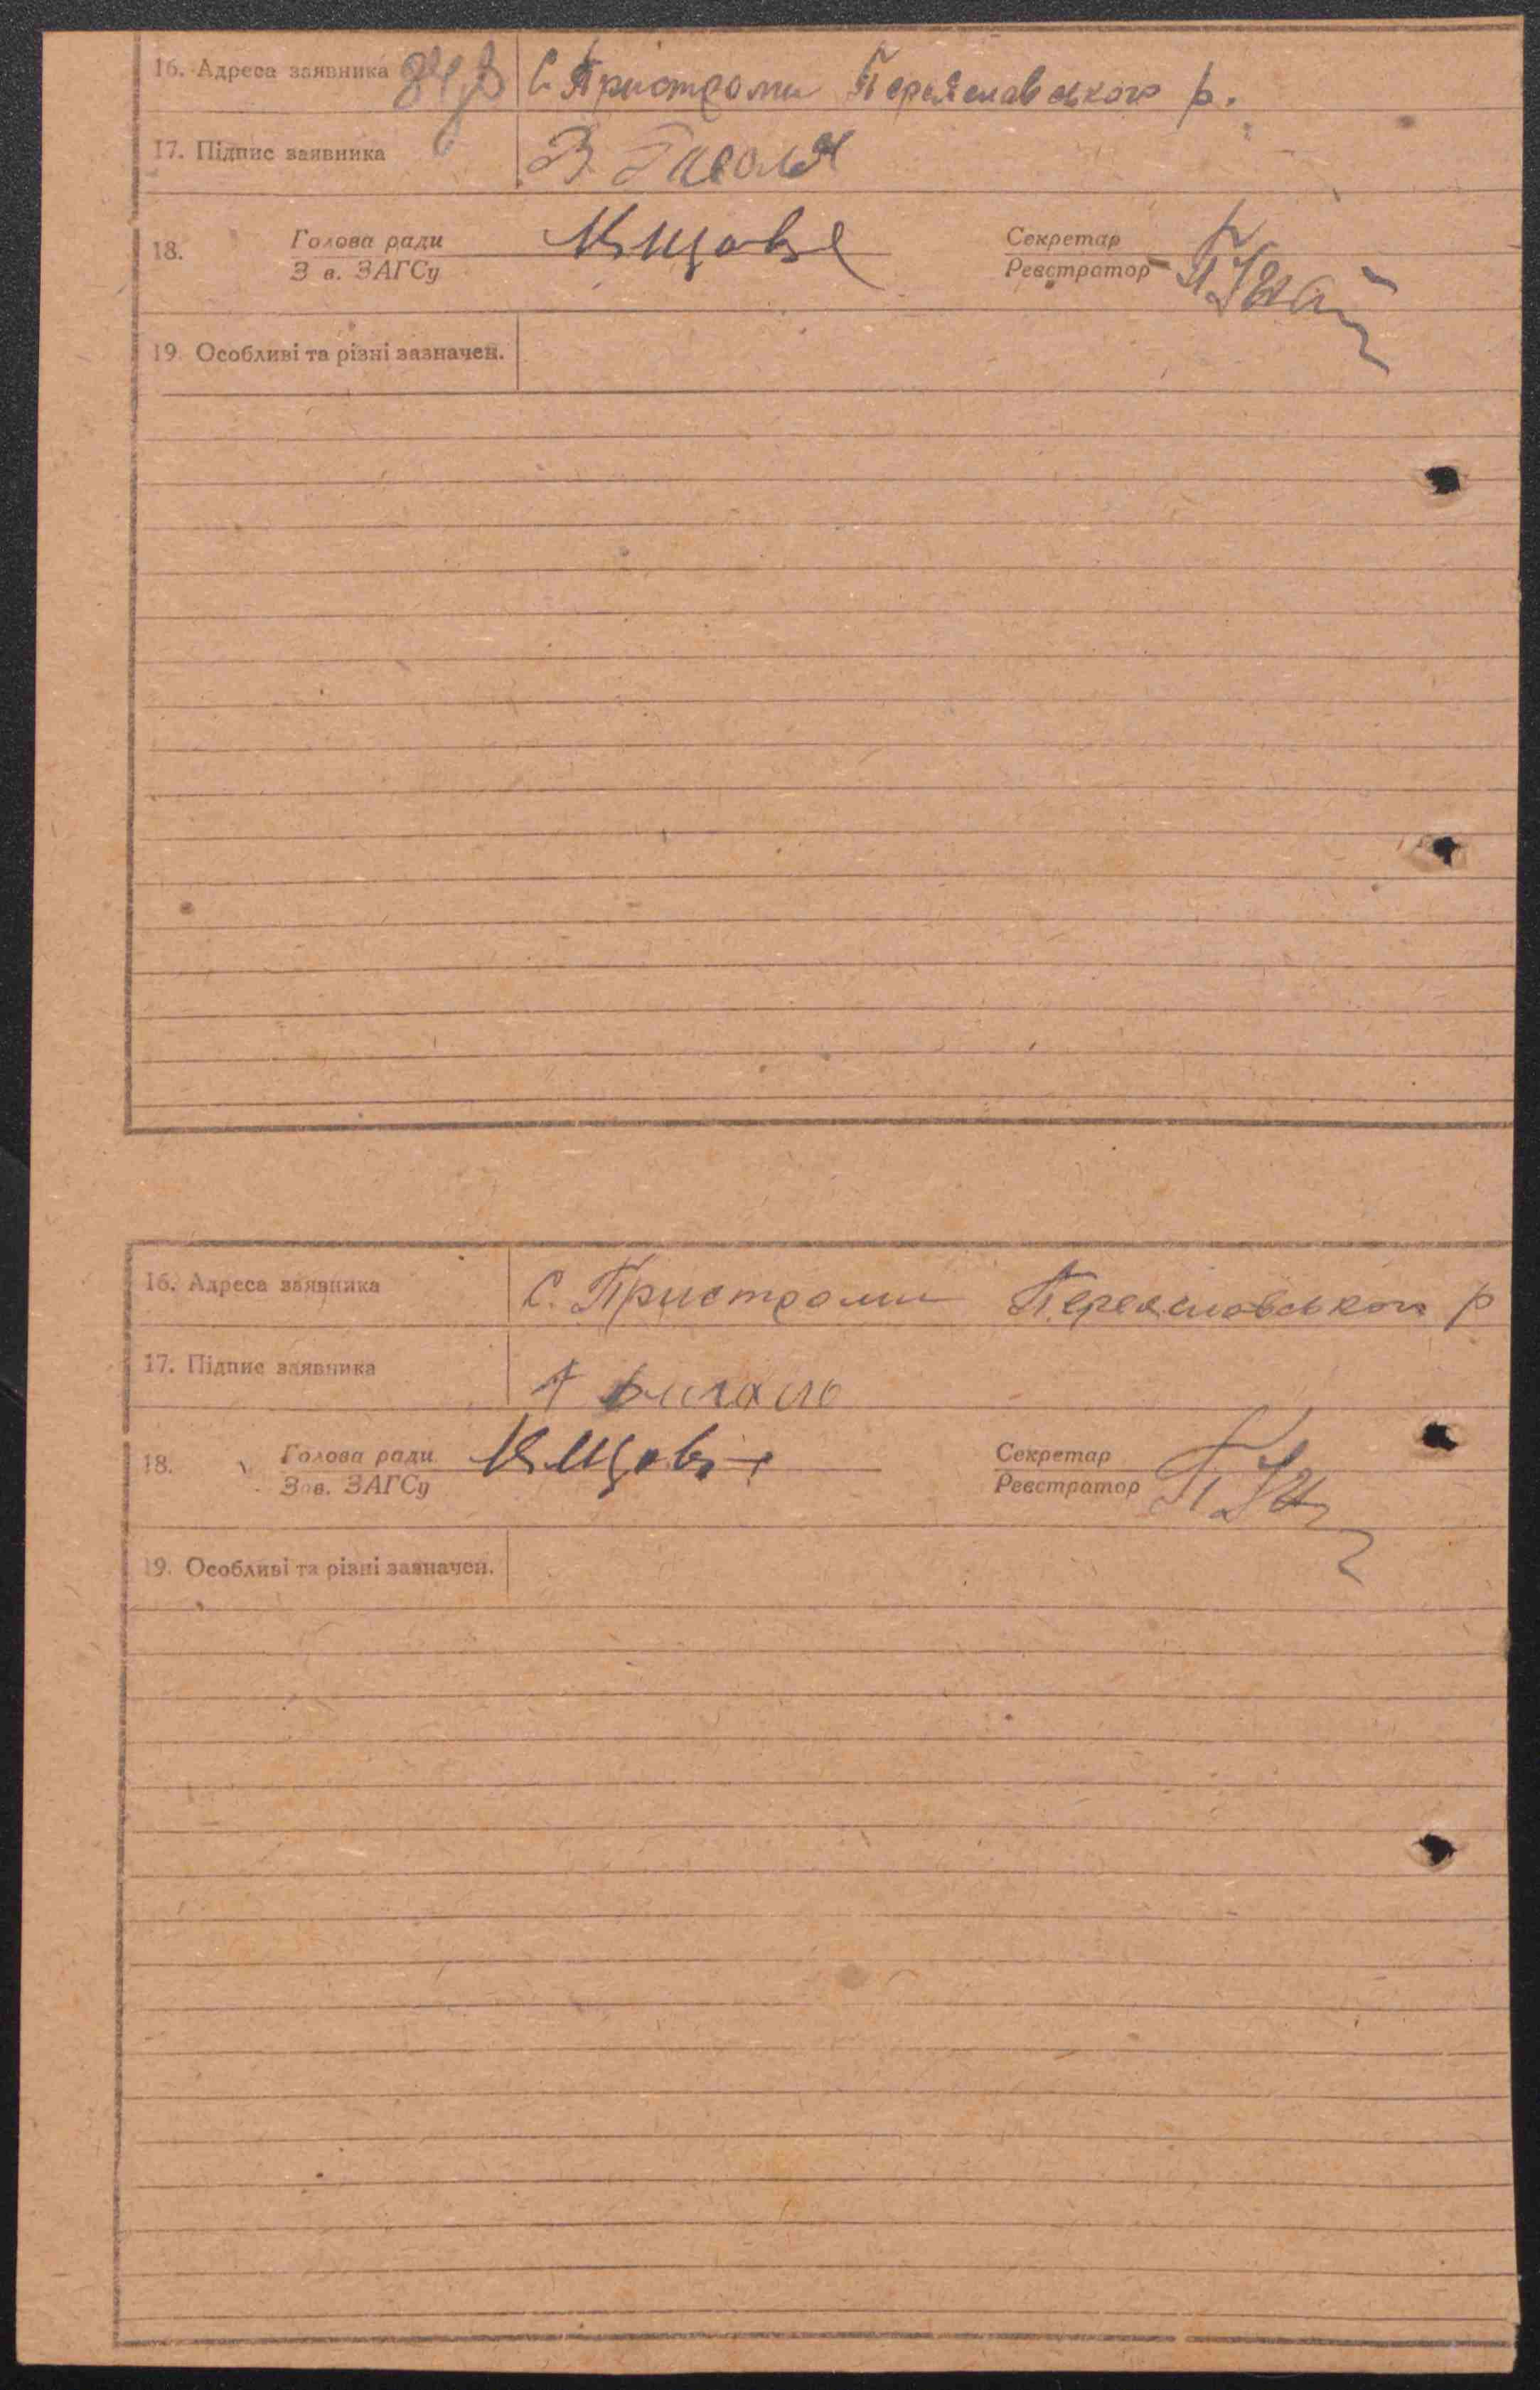 16. Адреса заявника С. Пристроми Переяславського р.
17. Підпис заявника В.
18. Голова ради Секретар
З в. ЗАГСу Реєстратор
19. Особливі та різні зазначен.
16. Адреса заявника С. Пристроми Переяславського р
17. Підпис заявника
18. Голова ради Секретар
Зав. ЗАГСу Реєстратор
19. Особливі та різні зазначен.